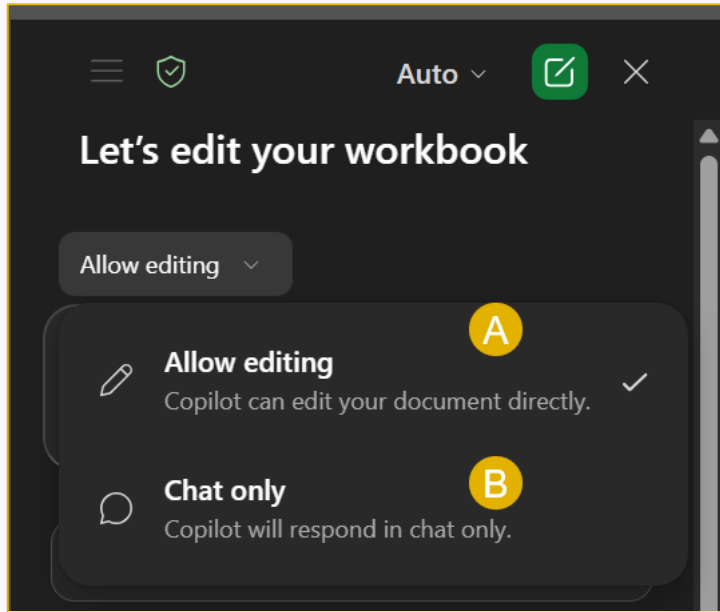 Auto
Let's edit your workbook
Allow editing
A
Allow editing
Copilot can edit your document directly.
B
Chat only
Copilot will respond in chat only.